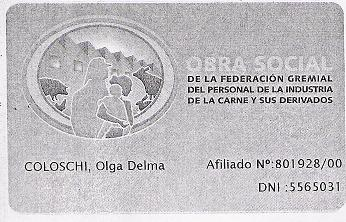 OBRA SOCIAL
DE LA FEDERACIÓN GREMIAL
DEL PERSONAL DE LA INDUSTRIA
DE LA CARNE Y SUS DERIVADOS
COLOSCHI, Olga Delma
Afiliado Nº:801928/00
DNI :5565031